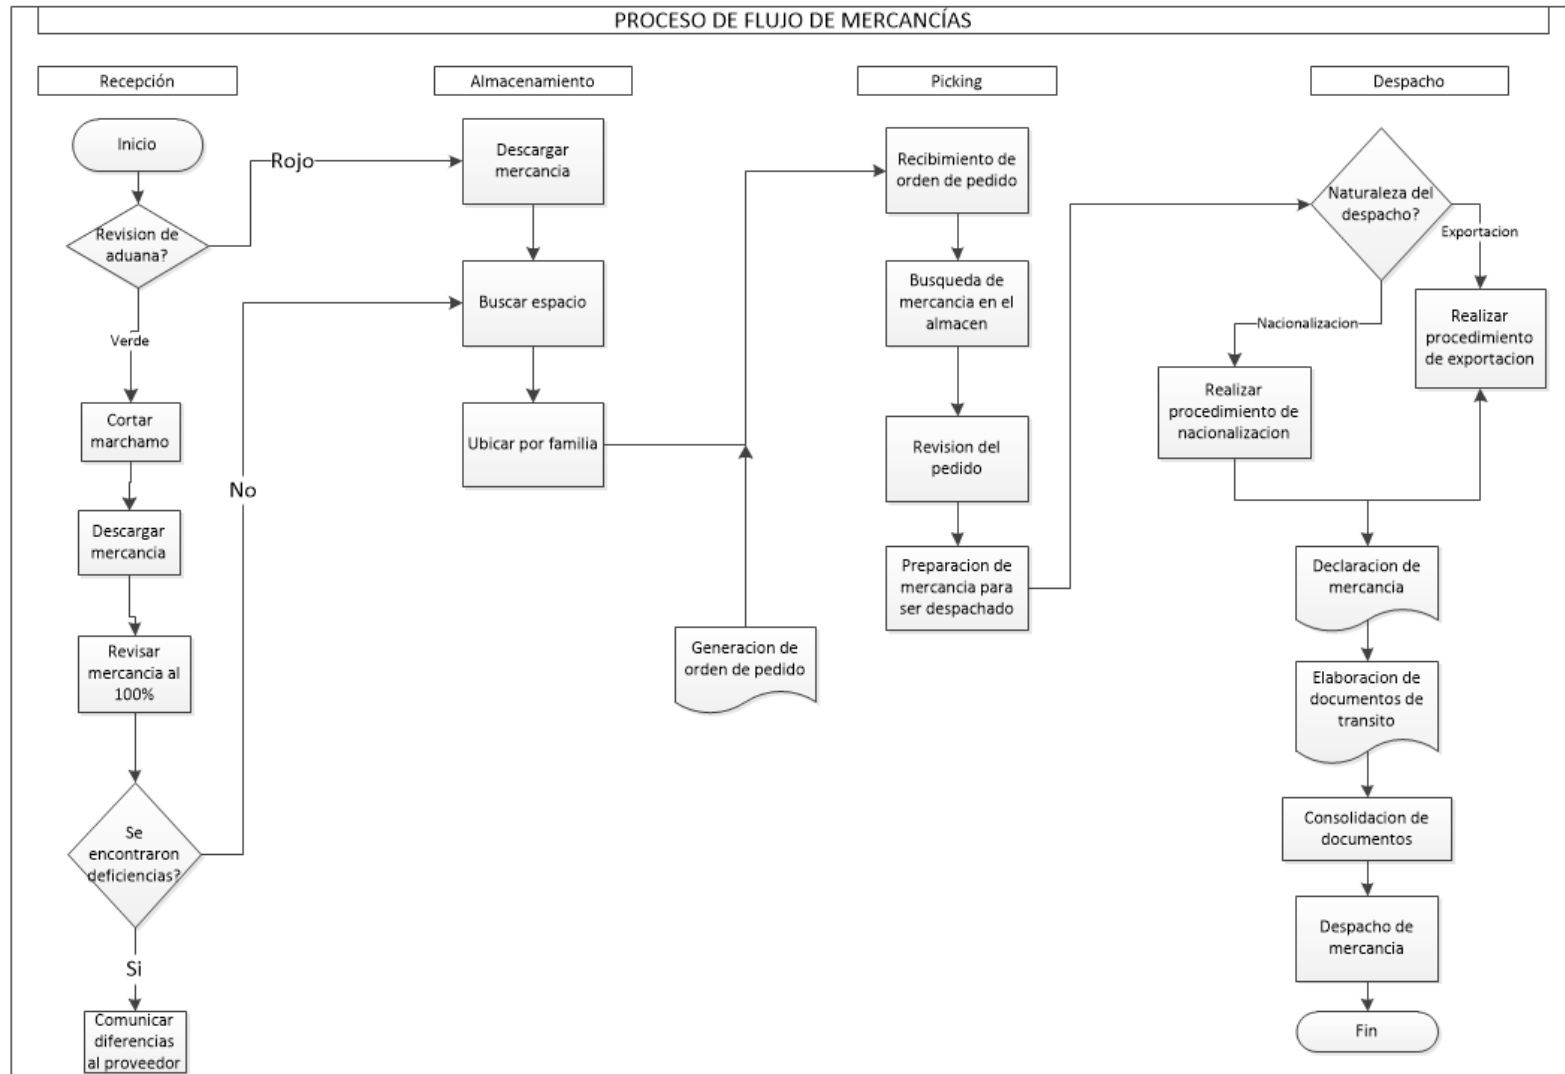 PROCESO DE FLUJO DE MERCANCÍAS
Recepción
Inicio
Revision de
aduana?
Rojo
Verde
Cortar
marchamo
Descargar
mercancia
Revisar
mercancia al
100%
Se
encontraron
deficiencias?
No
Si
Comunicar
diferencias
al proveedor
Almacenamiento
Descargar
mercancia
Buscar espacio
Ubicar por familia
Generacion de
orden de pedido
Picking
Recibimiento de
orden de pedido
Busqueda de
mercancia en el
almacen
Revision del
pedido
Preparacion de
mercancia para
ser despachado
Despacho
Naturaleza del
despacho?
Exportacion
Nacionalizacion
Realizar
procedimiento
de exportacion
Realizar
procedimiento de
nacionalizacion
Declaracion de
mercancia
Elaboracion de
documentos de
transito
Consolidacion de
documentos
Despacho de
mercancia
Fin